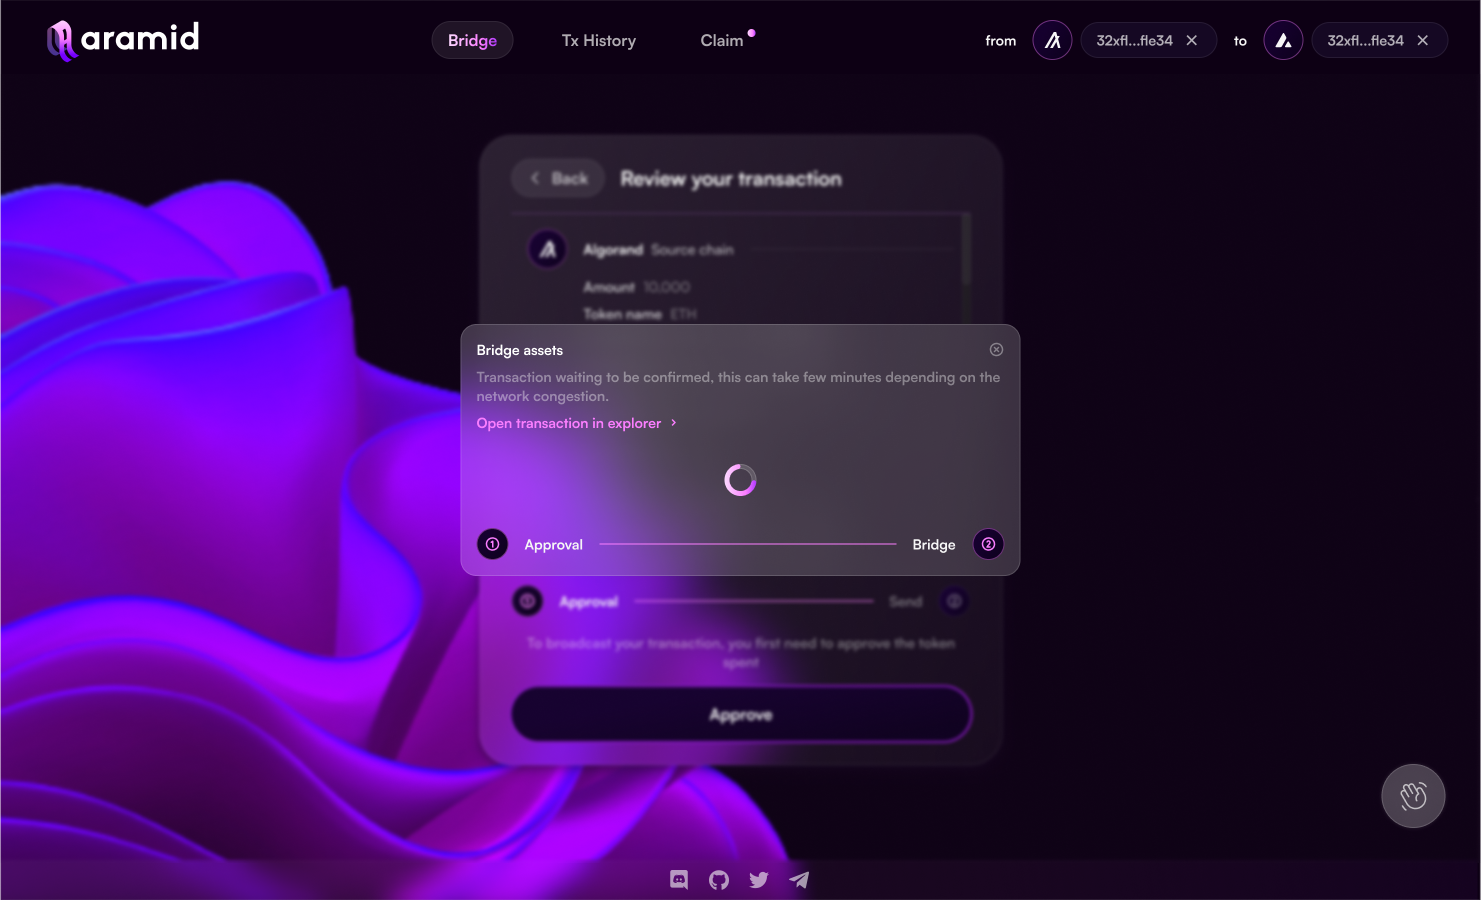 aramid
Bridge
Tx History
Claim
from
32xfl...fle34
to
32xfl...fle34
Back
Review your transaction
Algorand Source chain
Amount 10,000
Token name ETH
Bridge assets
Transaction waiting to be confirmed, this can take few minutes depending on the
network congestion.
Open transaction in explorer
1 Approval
Bridge 2
Approval
Send
To broadcast your transaction, you first need to approve the token
spent
Approve